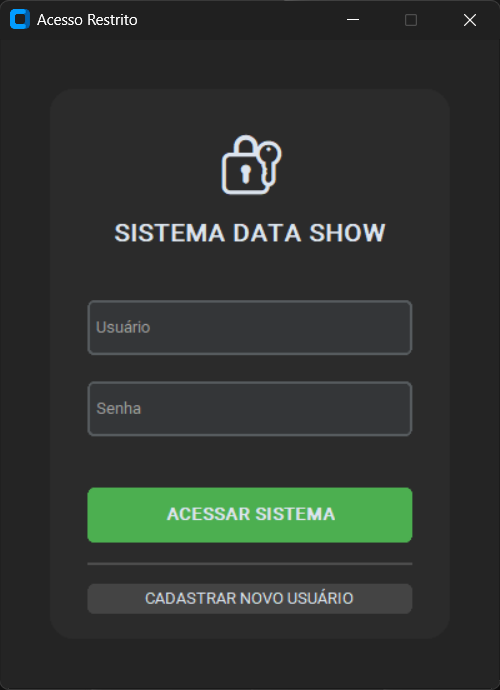 Acesso Restrito
SISTEMA DATA SHOW
Usuário
Senha
ACESSAR SISTEMA
CADASTRAR NOVO USUÁRIO